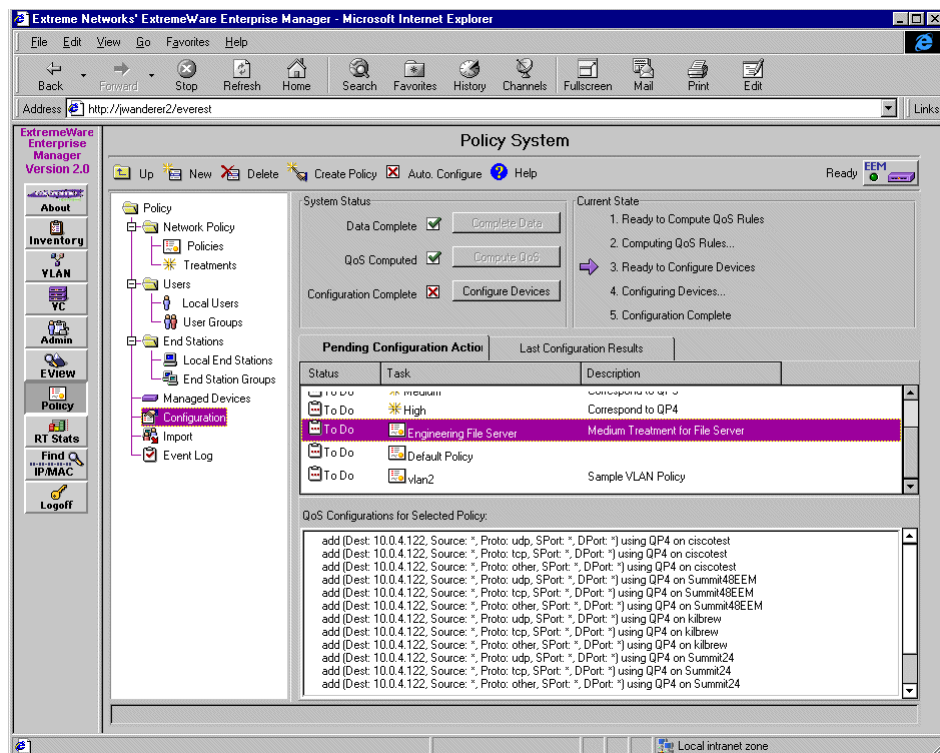 Extreme Networks' ExtremeWare Enterprise Manager - Microsoft Internet Explorer
File Edit View Go Favorites Help
Back Forward Stop Refresh Home Search Favorites History Channels Fullscreen Mail Print Edit
Address http://jwanderer2/everest Links
ExtremeWare
Enterprise
Manager
Version 2.0
Policy System
Up New Delete Create Policy Auto. Configure Help Ready EEM
About
Inventory
VLAN
VC
Admin
EView
Policy
RT Stats
Find
IP/MAC
Logoff
Policy
Network Policy
Policies
Treatments
Users
Local Users
User Groups
End Stations
Local End Stations
End Station Groups
Managed Devices
Configuration
Import
Event Log
System Status
Data Complete Complete Data
QoS Computed Compute QoS
Configuration Complete Configure Devices
Current State
1. Ready to Compute QoS Rules
2. Computing QoS Rules...
3. Ready to Configure Devices
4. Configuring Devices...
5. Configuration Complete
Pending Configuration Action Last Configuration Results
Status Task Description
To Do Medium Correspond to QP3
To Do High Correspond to QP4
To Do Engineering File Server Medium Treatment for File Server
To Do Default Policy
To Do vlan2 Sample VLAN Policy
QoS Configurations for Selected Policy:
add (Dest: 10.0.4.122, Source: *, Proto: udp, SPort: *, DPort: *) using QP4 on ciscotest
add (Dest: 10.0.4.122, Source: *, Proto: tcp, SPort: *, DPort: *) using QP4 on ciscotest
add (Dest: 10.0.4.122, Source: *, Proto: other, SPort: *, DPort: *) using QP4 on ciscotest
add (Dest: 10.0.4.122, Source: *, Proto: udp, SPort: *, DPort: *) using QP4 on Summit48EEM
add (Dest: 10.0.4.122, Source: *, Proto: tcp, SPort: *, DPort: *) using QP4 on Summit48EEM
add (Dest: 10.0.4.122, Source: *, Proto: other, SPort: *, DPort: *) using QP4 on Summit48EEM
add (Dest: 10.0.4.122, Source: *, Proto: udp, SPort: *, DPort: *) using QP4 on kilbrew
add (Dest: 10.0.4.122, Source: *, Proto: tcp, SPort: *, DPort: *) using QP4 on kilbrew
add (Dest: 10.0.4.122, Source: *, Proto: other, SPort: *, DPort: *) using QP4 on kilbrew
add (Dest: 10.0.4.122, Source: *, Proto: udp, SPort: *, DPort: *) using QP4 on Summit24
add (Dest: 10.0.4.122, Source: *, Proto: tcp, SPort: *, DPort: *) using QP4 on Summit24
add (Dest: 10.0.4.122, Source: *, Proto: other, SPort: *, DPort: *) using QP4 on Summit24
Local intranet zone